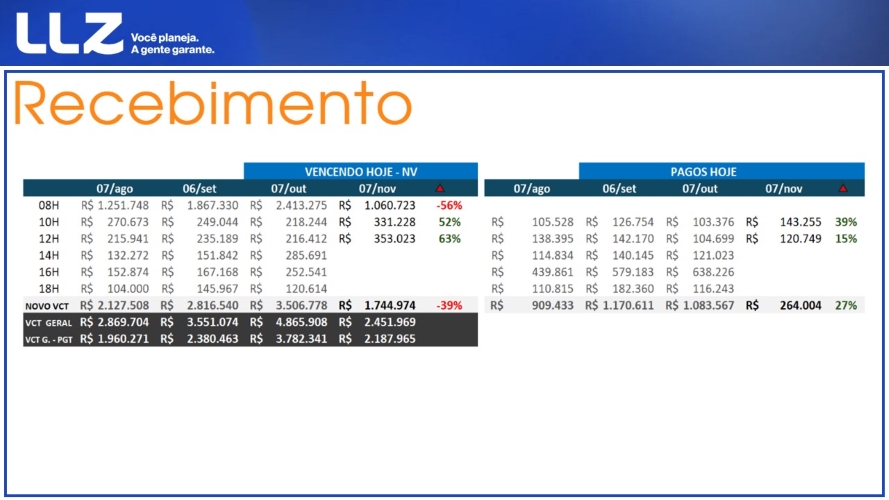 LLZ Você planeja.
A gente garante.
Recebimento
VENCENDO HOJE - NV PAGOS HOJE
07/ago 06/set 07/out 07/nov 07/ago 06/set 07/out 07/nov
08H R$ 1.251.748 R$ 1.867.330 R$ 2.413.275 R$ 1.060.723 -56%
10H R$ 270.673 R$ 249.044 R$ 218.244 R$ 331.228 52% R$ 105.528 R$ 126.754 R$ 103.376 R$ 143.255 39%
12H R$ 215.941 R$ 235.189 R$ 216.412 R$ 353.023 63% R$ 138.395 R$ 142.170 R$ 104.699 R$ 120.749 15%
14H R$ 132.272 R$ 151.842 R$ 285.691 R$ 114.834 R$ 140.145 R$ 121.023
16H R$ 152.874 R$ 167.168 R$ 252.541 R$ 439.861 R$ 579.183 R$ 638.226
18H R$ 104.000 R$ 145.967 R$ 120.614 R$ 110.815 R$ 182.360 R$ 116.243
NOVO VCT R$ 2.127.508 R$ 2.816.540 R$ 3.506.778 R$ 1.744.974 -39% R$ 909.433 R$ 1.170.611 R$ 1.083.567 R$ 264.004 27%
VCT GERAL R$ 2.869.704 R$ 3.551.074 R$ 4.865.908 R$ 2.451.969
VCT G. - PGT R$ 1.960.271 R$ 2.380.463 R$ 3.782.341 R$ 2.187.965